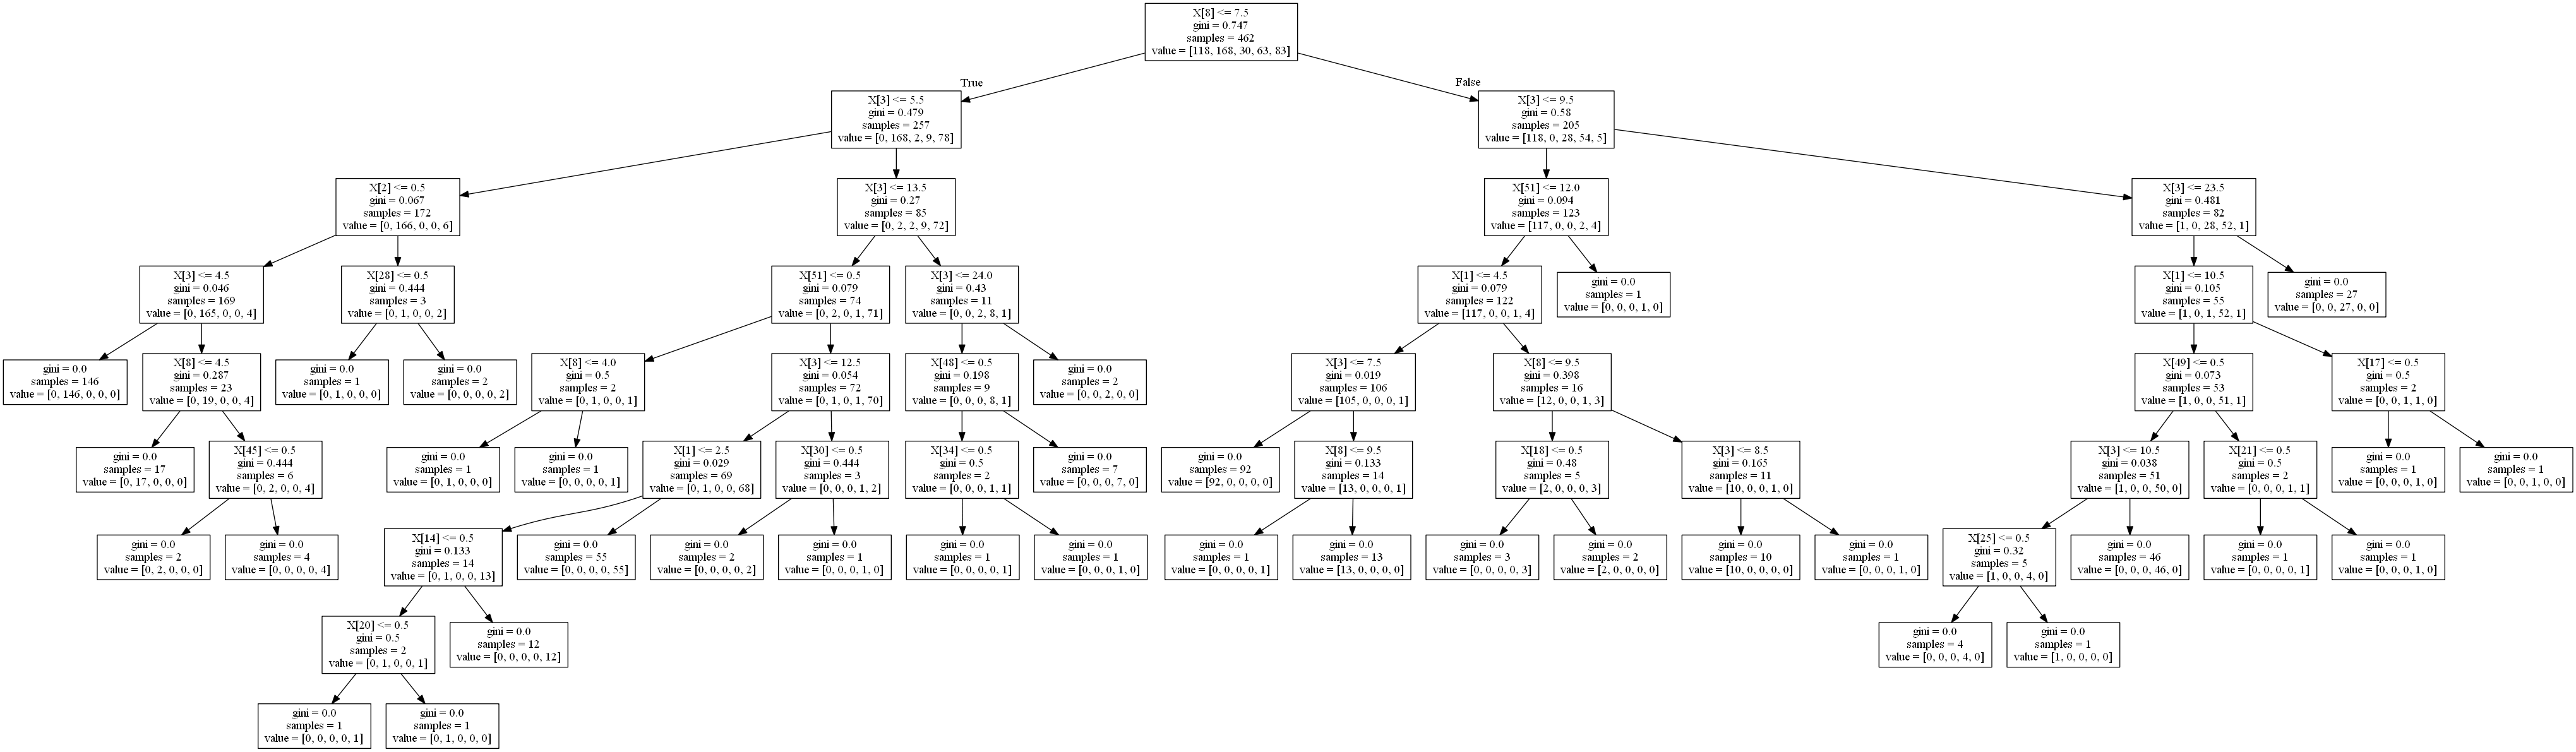 X[8] <= 7.5
gini = 0.747
samples = 462
value = [118, 168, 30, 63, 83]
True
False
X[3] <= 5.5
gini = 0.479
samples = 257
value = [0, 168, 2, 9, 78]
X[3] <= 9.5
gini = 0.58
samples = 205
value = [118, 0, 28, 54, 5]
X[2] <= 0.5
gini = 0.067
samples = 172
value = [0, 166, 0, 0, 6]
X[3] <= 13.5
gini = 0.27
samples = 85
value = [0, 2, 2, 9, 72]
X[51] <= 12.0
gini = 0.094
samples = 123
value = [117, 0, 0, 2, 4]
X[3] <= 23.5
gini = 0.481
samples = 82
value = [1, 0, 28, 52, 1]
X[3] <= 4.5
gini = 0.046
samples = 169
value = [0, 165, 0, 0, 4]
X[28] <= 0.5
gini = 0.444
samples = 3
value = [0, 1, 0, 0, 2]
X[51] <= 0.5
gini = 0.079
samples = 74
value = [0, 2, 0, 1, 71]
X[3] <= 24.0
gini = 0.43
samples = 11
value = [0, 0, 2, 8, 1]
X[1] <= 4.5
gini = 0.079
samples = 122
value = [117, 0, 0, 1, 4]
gini = 0.0
samples = 1
value = [0, 0, 0, 1, 0]
X[1] <= 10.5
gini = 0.105
samples = 55
value = [1, 0, 1, 52, 1]
gini = 0.0
samples = 27
value = [0, 0, 27, 0, 0]
gini = 0.0
samples = 146
value = [0, 146, 0, 0, 0]
X[8] <= 4.5
gini = 0.287
samples = 23
value = [0, 19, 0, 0, 4]
gini = 0.0
samples = 1
value = [0, 1, 0, 0, 0]
gini = 0.0
samples = 2
value = [0, 0, 0, 0, 2]
X[8] <= 4.0
gini = 0.5
samples = 2
value = [0, 1, 0, 0, 1]
X[3] <= 12.5
gini = 0.054
samples = 72
value = [0, 1, 0, 1, 70]
X[48] <= 0.5
gini = 0.198
samples = 9
value = [0, 0, 0, 8, 1]
gini = 0.0
samples = 2
value = [0, 0, 2, 0, 0]
X[3] <= 7.5
gini = 0.019
samples = 106
value = [105, 0, 0, 0, 1]
X[8] <= 9.5
gini = 0.398
samples = 16
value = [12, 0, 0, 1, 3]
X[49] <= 0.5
gini = 0.073
samples = 53
value = [1, 0, 0, 51, 1]
X[17] <= 0.5
gini = 0.5
samples = 2
value = [0, 0, 1, 1, 0]
gini = 0.0
samples = 17
value = [0, 17, 0, 0, 0]
X[45] <= 0.5
gini = 0.444
samples = 6
value = [0, 2, 0, 0, 4]
gini = 0.0
samples = 1
value = [0, 1, 0, 0, 0]
gini = 0.0
samples = 1
value = [0, 0, 0, 0, 1]
X[1] <= 2.5
gini = 0.029
samples = 69
value = [0, 1, 0, 0, 68]
X[30] <= 0.5
gini = 0.444
samples = 3
value = [0, 0, 0, 1, 2]
X[34] <= 0.5
gini = 0.5
samples = 2
value = [0, 0, 0, 1, 1]
gini = 0.0
samples = 7
value = [0, 0, 0, 7, 0]
gini = 0.0
samples = 92
value = [92, 0, 0, 0, 0]
X[8] <= 9.5
gini = 0.133
samples = 14
value = [13, 0, 0, 0, 1]
X[18] <= 0.5
gini = 0.48
samples = 5
value = [2, 0, 0, 0, 3]
X[3] <= 8.5
gini = 0.165
samples = 11
value = [10, 0, 0, 1, 0]
X[3] <= 10.5
gini = 0.038
samples = 51
value = [1, 0, 0, 50, 0]
X[21] <= 0.5
gini = 0.5
samples = 2
value = [0, 0, 0, 1, 1]
gini = 0.0
samples = 1
value = [0, 0, 0, 1, 0]
gini = 0.0
samples = 1
value = [0, 0, 1, 0, 0]
gini = 0.0
samples = 2
value = [0, 2, 0, 0, 0]
gini = 0.0
samples = 4
value = [0, 0, 0, 0, 4]
X[14] <= 0.5
gini = 0.133
samples = 14
value = [0, 1, 0, 0, 13]
gini = 0.0
samples = 55
value = [0, 0, 0, 0, 55]
gini = 0.0
samples = 2
value = [0, 0, 0, 0, 2]
gini = 0.0
samples = 1
value = [0, 0, 0, 1, 0]
gini = 0.0
samples = 1
value = [0, 0, 0, 0, 1]
gini = 0.0
samples = 1
value = [0, 0, 0, 1, 0]
gini = 0.0
samples = 1
value = [0, 0, 0, 0, 1]
gini = 0.0
samples = 13
value = [13, 0, 0, 0, 0]
gini = 0.0
samples = 3
value = [0, 0, 0, 0, 3]
gini = 0.0
samples = 2
value = [2, 0, 0, 0, 0]
gini = 0.0
samples = 10
value = [10, 0, 0, 0, 0]
gini = 0.0
samples = 1
value = [0, 0, 0, 1, 0]
X[25] <= 0.5
gini = 0.32
samples = 5
value = [1, 0, 0, 4, 0]
gini = 0.0
samples = 46
value = [0, 0, 0, 46, 0]
gini = 0.0
samples = 1
value = [0, 0, 0, 0, 1]
gini = 0.0
samples = 1
value = [0, 0, 0, 1, 0]
X[20] <= 0.5
gini = 0.5
samples = 2
value = [0, 1, 0, 0, 1]
gini = 0.0
samples = 12
value = [0, 0, 0, 0, 12]
gini = 0.0
samples = 4
value = [0, 0, 0, 4, 0]
gini = 0.0
samples = 1
value = [1, 0, 0, 0, 0]
gini = 0.0
samples = 1
value = [0, 0, 0, 0, 1]
gini = 0.0
samples = 1
value = [0, 1, 0, 0, 0]